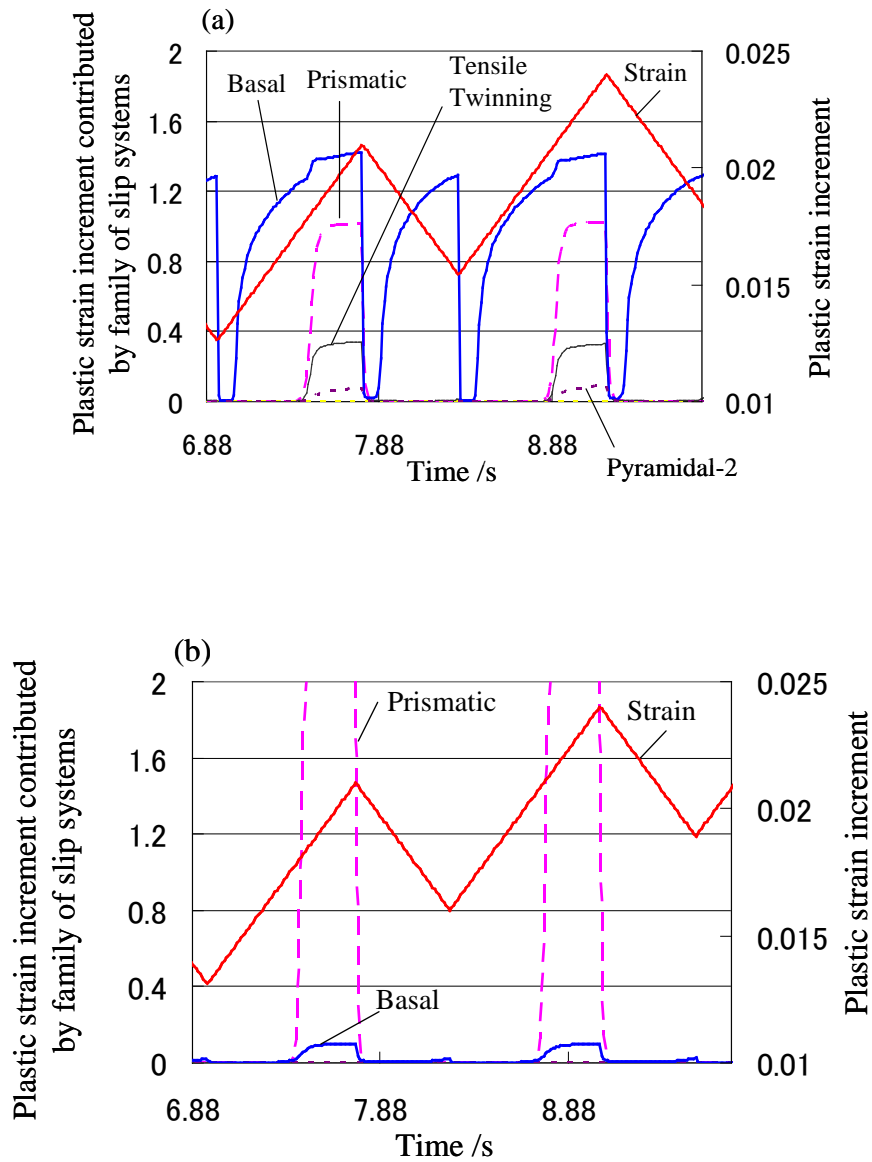 (a)
Plastic strain increment contributed
by family of slip systems
2
1.6
1.2
0.8
0.4
0
Basal
Prismatic
Tensile
Twinning
Strain
0.025
0.02
0.015
0.01
Plastic strain increment
6.88
7.88
8.88
Time /s
Pyramidal-2
(b)
Plastic strain increment contributed
by family of slip systems
2
1.6
1.2
0.8
0.4
0
Prismatic
Strain
Basal
0.025
0.02
0.015
0.01
Plastic strain increment
6.88
7.88
8.88
Time /s